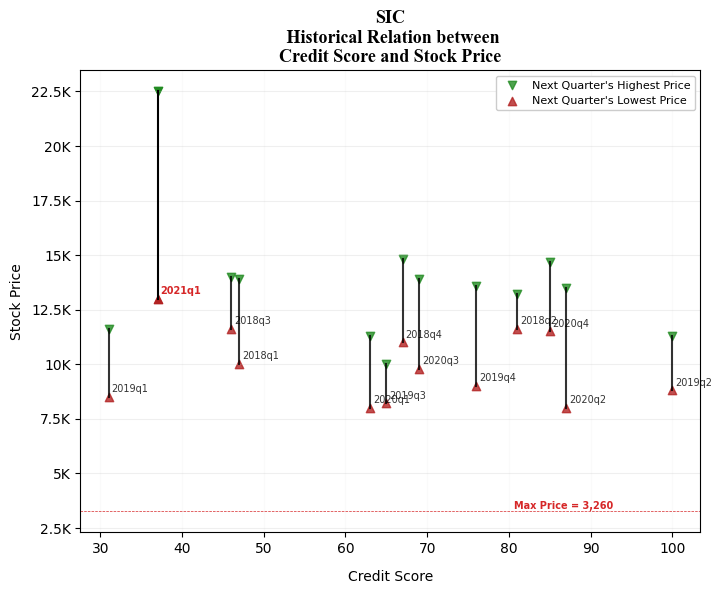 SIC
Historical Relation between
Credit Score and Stock Price
Next Quarter's Highest Price
Next Quarter's Lowest Price
22.5K
20K
17.5K
15K
12.5K
10K
7.5K
5K
2.5K
Stock Price
2021q1
2018q3
2018q2
2020q4
2018q4
2018q1
2020q3
2019q4
2019q1
2019q2
2019q3
2020q1
2020q2
Max Price = 3,260
30 40 50 60 70 80 90 100
Credit Score